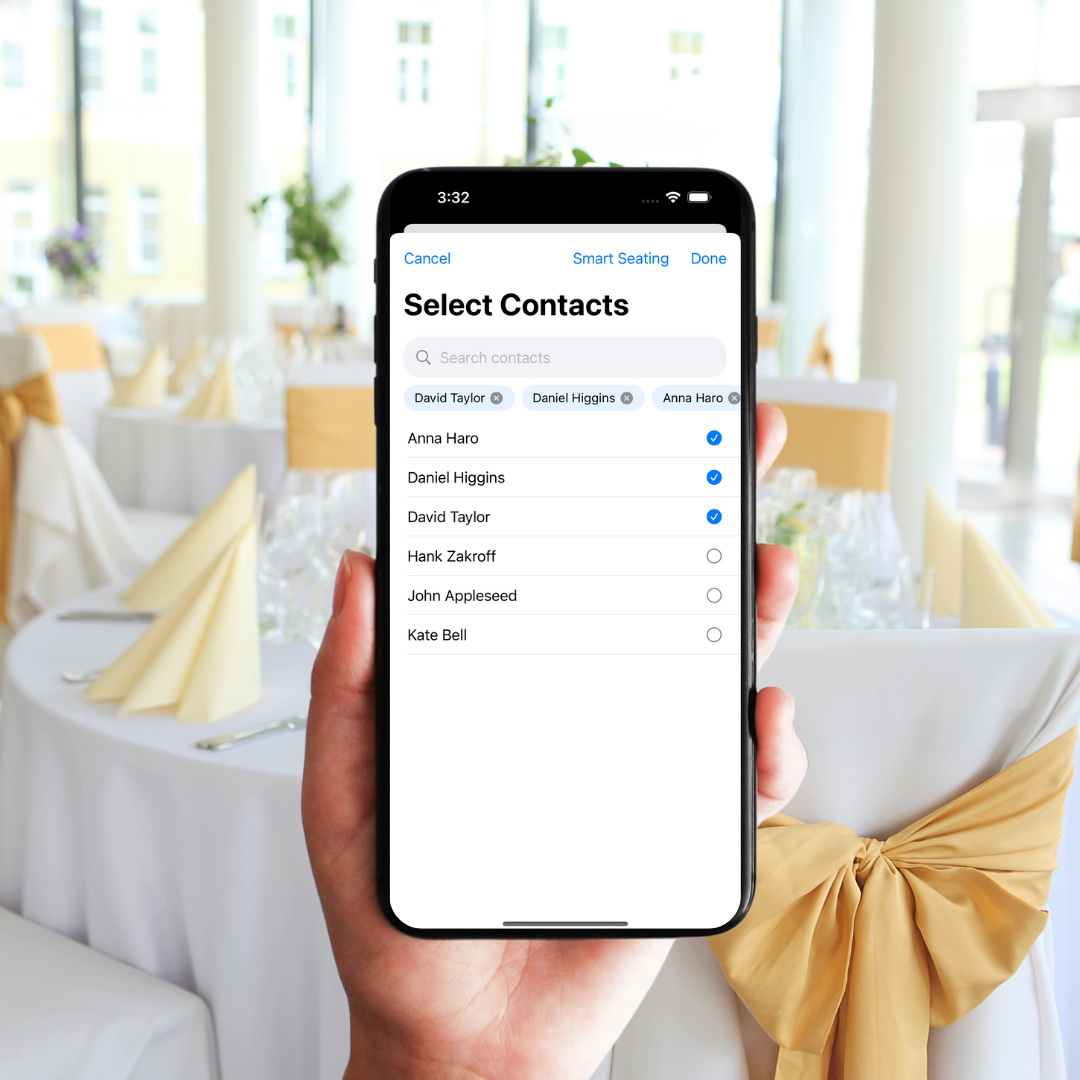 3:32
Cancel Smart Seating Done
Select Contacts
Search contacts
David Taylor Daniel Higgins Anna Haro
Anna Haro
Daniel Higgins
David Taylor
Hank Zakroff
John Appleseed
Kate Bell